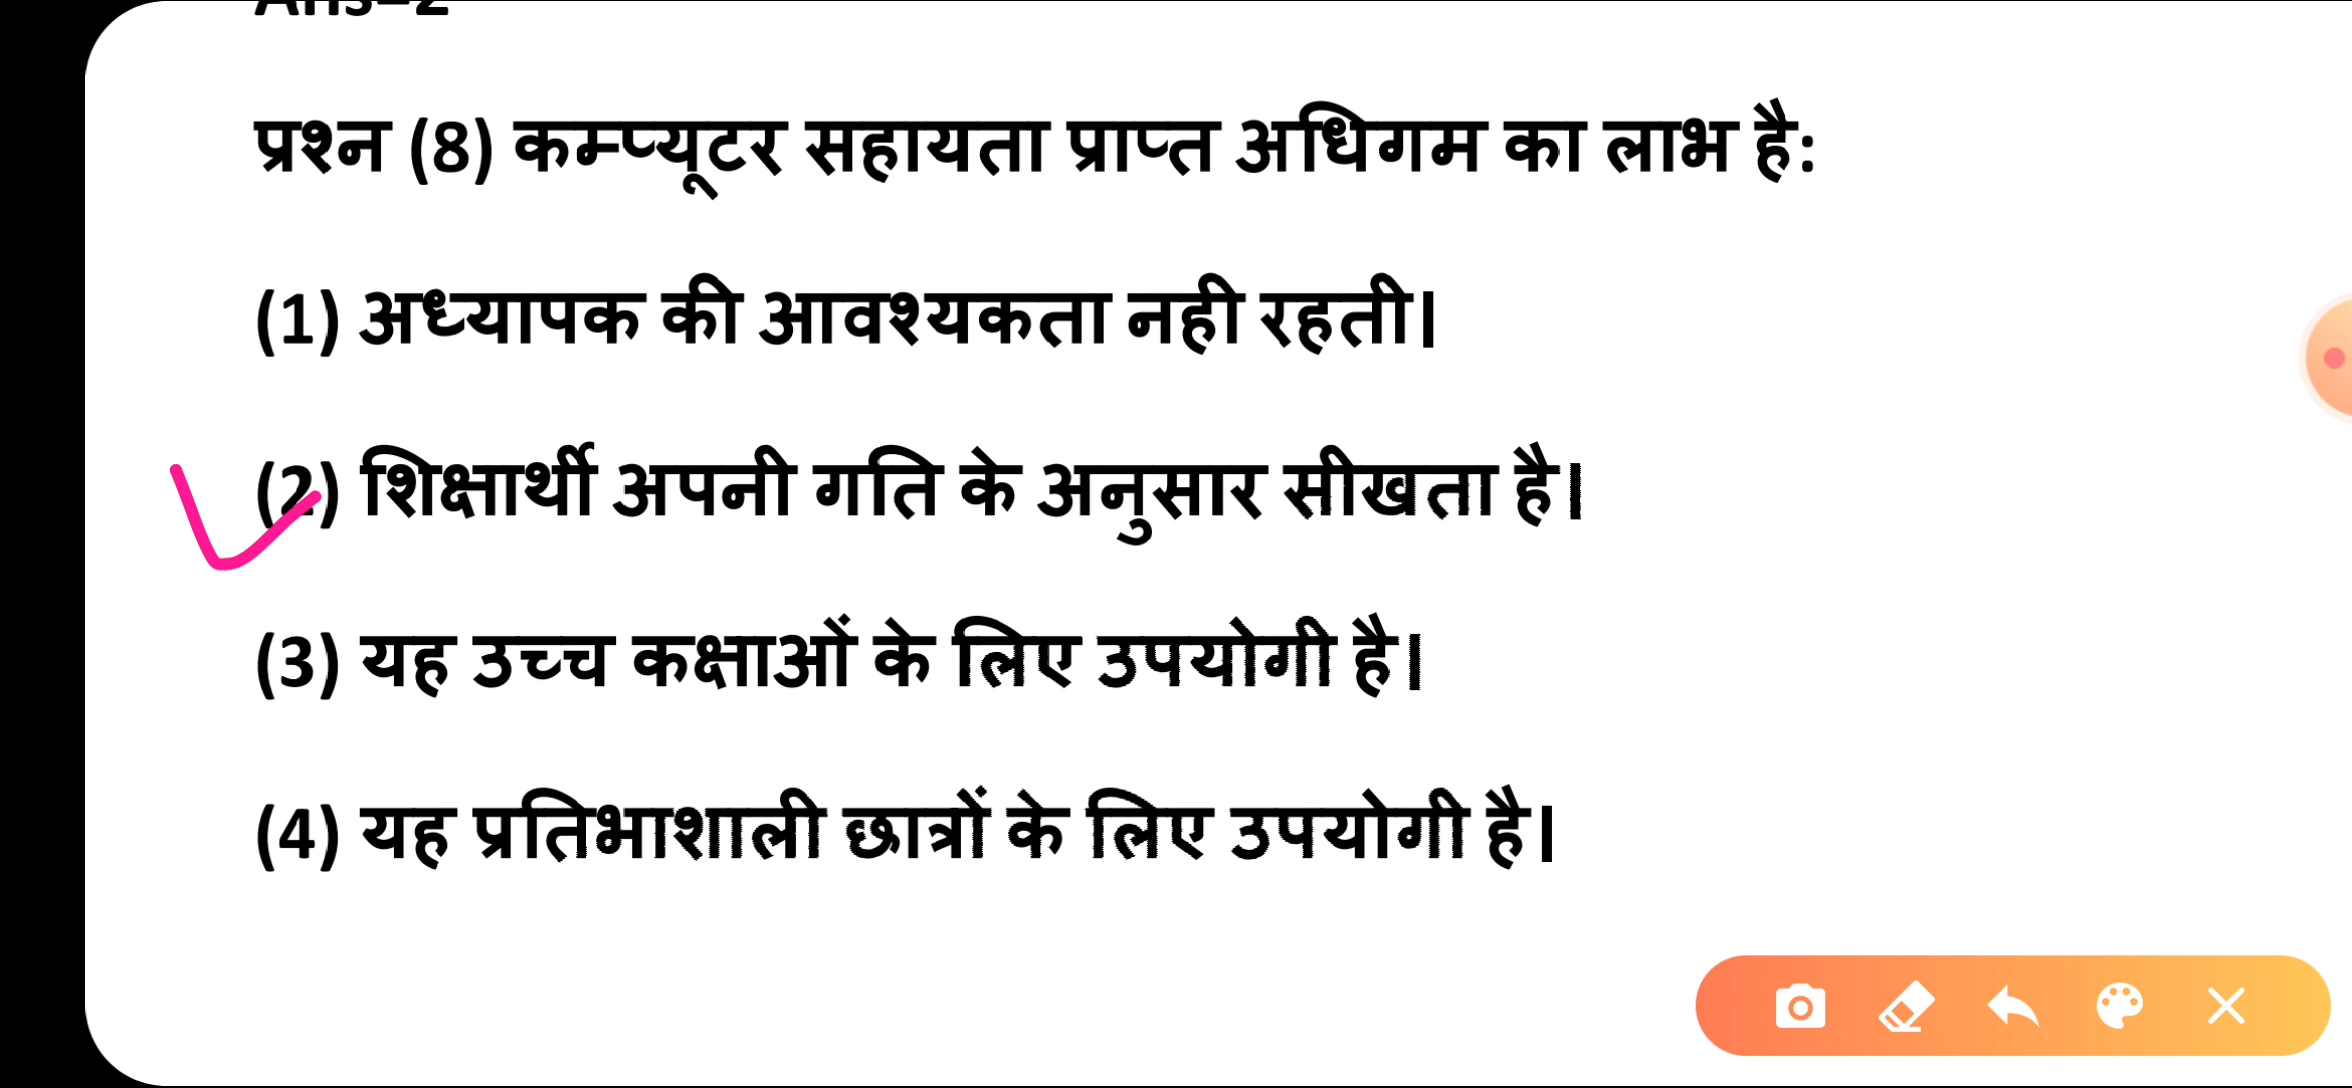 प्रश्न (8) कम्प्यूटर सहायता प्राप्त अधिगम का लाभ है:
(1) अध्यापक की आवश्यकता नही रहती।
(2) शिक्षार्थी अपनी गति के अनुसार सीखता है।
(3) यह उच्च कक्षाओं के लिए उपयोगी है।
(4) यह प्रतिभाशाली छात्रों के लिए उपयोगी है।